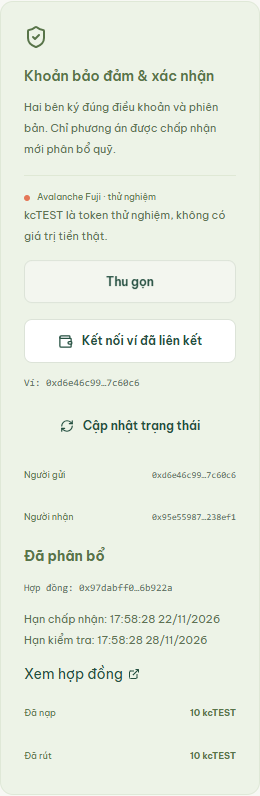 Khoản bảo đảm & xác nhận
Hai bên ký đúng điều khoản và phiên
bản. Chỉ phương án được chấp nhận
mới phân bổ quỹ.
Avalanche Fuji · thử nghiệm
kcTEST là token thử nghiệm, không có
giá trị tiền thật.
Thu gọn
Kết nối ví đã liên kết
Ví: 0xd6e46c99…7c60c6
Cập nhật trạng thái
Người gửi 0xd6e46c99…7c60c6
Người nhận 0x95e55987…238ef1
Đã phân bổ
Hợp đồng: 0x97dabff0…6b922a
Hạn chấp nhận: 17:58:28 22/11/2026
Hạn kiểm tra: 17:58:28 28/11/2026
Xem hợp đồng
Đã nạp 10 kcTEST
Đã rút 10 kcTEST